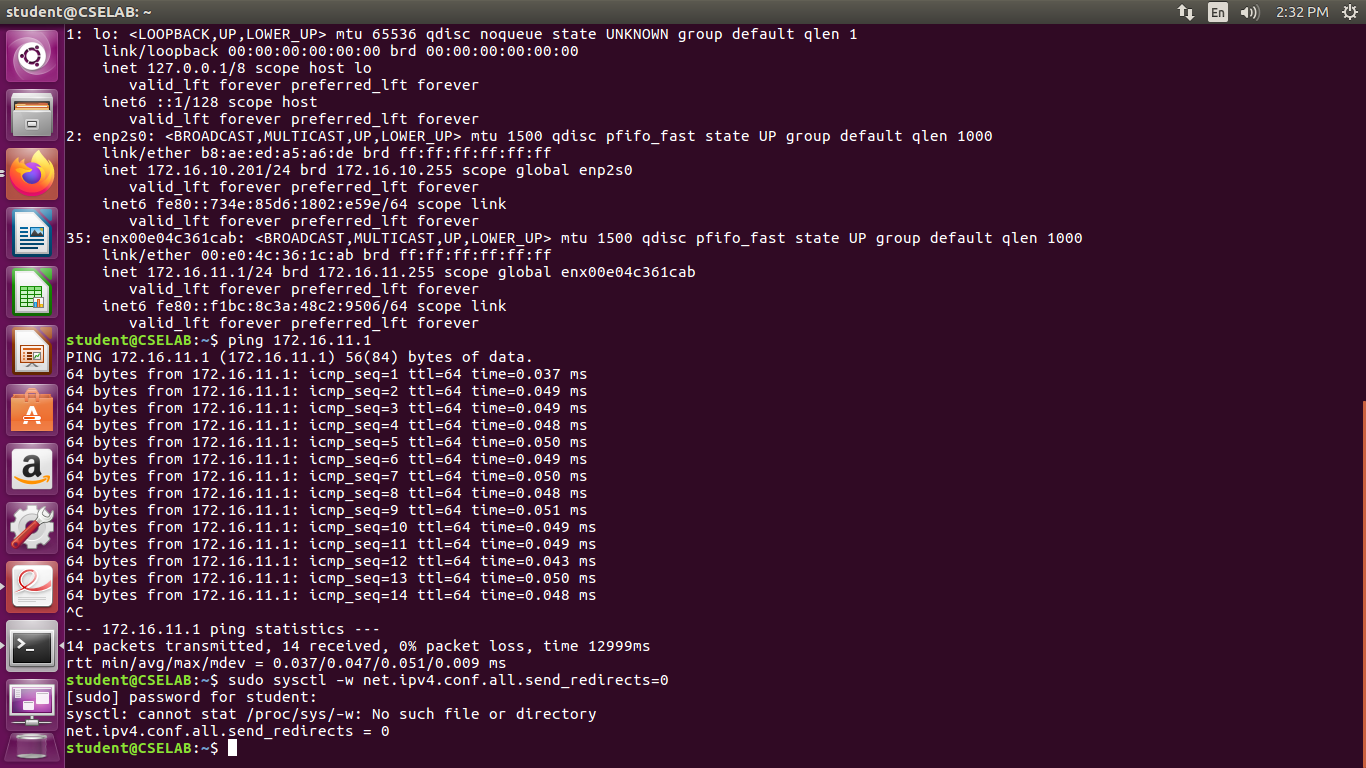 student@CSELAB: ~
En
2:32 PM
1: lo: <LOOPBACK,UP,LOWER_UP> mtu 65536 qdisc noqueue state UNKNOWN group default qlen 1
    link/loopback 00:00:00:00:00:00 brd 00:00:00:00:00:00
    inet 127.0.0.1/8 scope host lo
       valid_lft forever preferred_lft forever
    inet6 ::1/128 scope host
       valid_lft forever preferred_lft forever
2: enp2s0: <BROADCAST,MULTICAST,UP,LOWER_UP> mtu 1500 qdisc pfifo_fast state UP group default qlen 1000
    link/ether b8:ae:ed:a5:a6:de brd ff:ff:ff:ff:ff:ff
    inet 172.16.10.201/24 brd 172.16.10.255 scope global enp2s0
       valid_lft forever preferred_lft forever
    inet6 fe80::734e:85d6:1802:e59e/64 scope link
       valid_lft forever preferred_lft forever
35: enx00e04c361cab: <BROADCAST,MULTICAST,UP,LOWER_UP> mtu 1500 qdisc pfifo_fast state UP group default qlen 1000
    link/ether 00:e0:4c:36:1c:ab brd ff:ff:ff:ff:ff:ff
    inet 172.16.11.1/24 brd 172.16.11.255 scope global enx00e04c361cab
       valid_lft forever preferred_lft forever
    inet6 fe80::f1bc:8c3a:48c2:9506/64 scope link
       valid_lft forever preferred_lft forever
student@CSELAB:~$ ping 172.16.11.1
PING 172.16.11.1 (172.16.11.1) 56(84) bytes of data.
64 bytes from 172.16.11.1: icmp_seq=1 ttl=64 time=0.037 ms
64 bytes from 172.16.11.1: icmp_seq=2 ttl=64 time=0.049 ms
64 bytes from 172.16.11.1: icmp_seq=3 ttl=64 time=0.049 ms
64 bytes from 172.16.11.1: icmp_seq=4 ttl=64 time=0.048 ms
64 bytes from 172.16.11.1: icmp_seq=5 ttl=64 time=0.050 ms
64 bytes from 172.16.11.1: icmp_seq=6 ttl=64 time=0.049 ms
64 bytes from 172.16.11.1: icmp_seq=7 ttl=64 time=0.050 ms
64 bytes from 172.16.11.1: icmp_seq=8 ttl=64 time=0.048 ms
64 bytes from 172.16.11.1: icmp_seq=9 ttl=64 time=0.051 ms
64 bytes from 172.16.11.1: icmp_seq=10 ttl=64 time=0.049 ms
64 bytes from 172.16.11.1: icmp_seq=11 ttl=64 time=0.049 ms
64 bytes from 172.16.11.1: icmp_seq=12 ttl=64 time=0.043 ms
64 bytes from 172.16.11.1: icmp_seq=13 ttl=64 time=0.050 ms
64 bytes from 172.16.11.1: icmp_seq=14 ttl=64 time=0.048 ms
^C
--- 172.16.11.1 ping statistics ---
14 packets transmitted, 14 received, 0% packet loss, time 12999ms
rtt min/avg/max/mdev = 0.037/0.047/0.051/0.009 ms
student@CSELAB:~$ sudo sysctl –w net.ipv4.conf.all.send_redirects=0
[sudo] password for student:
sysctl: cannot stat /proc/sys/–w: No such file or directory
net.ipv4.conf.all.send_redirects = 0
student@CSELAB:~$